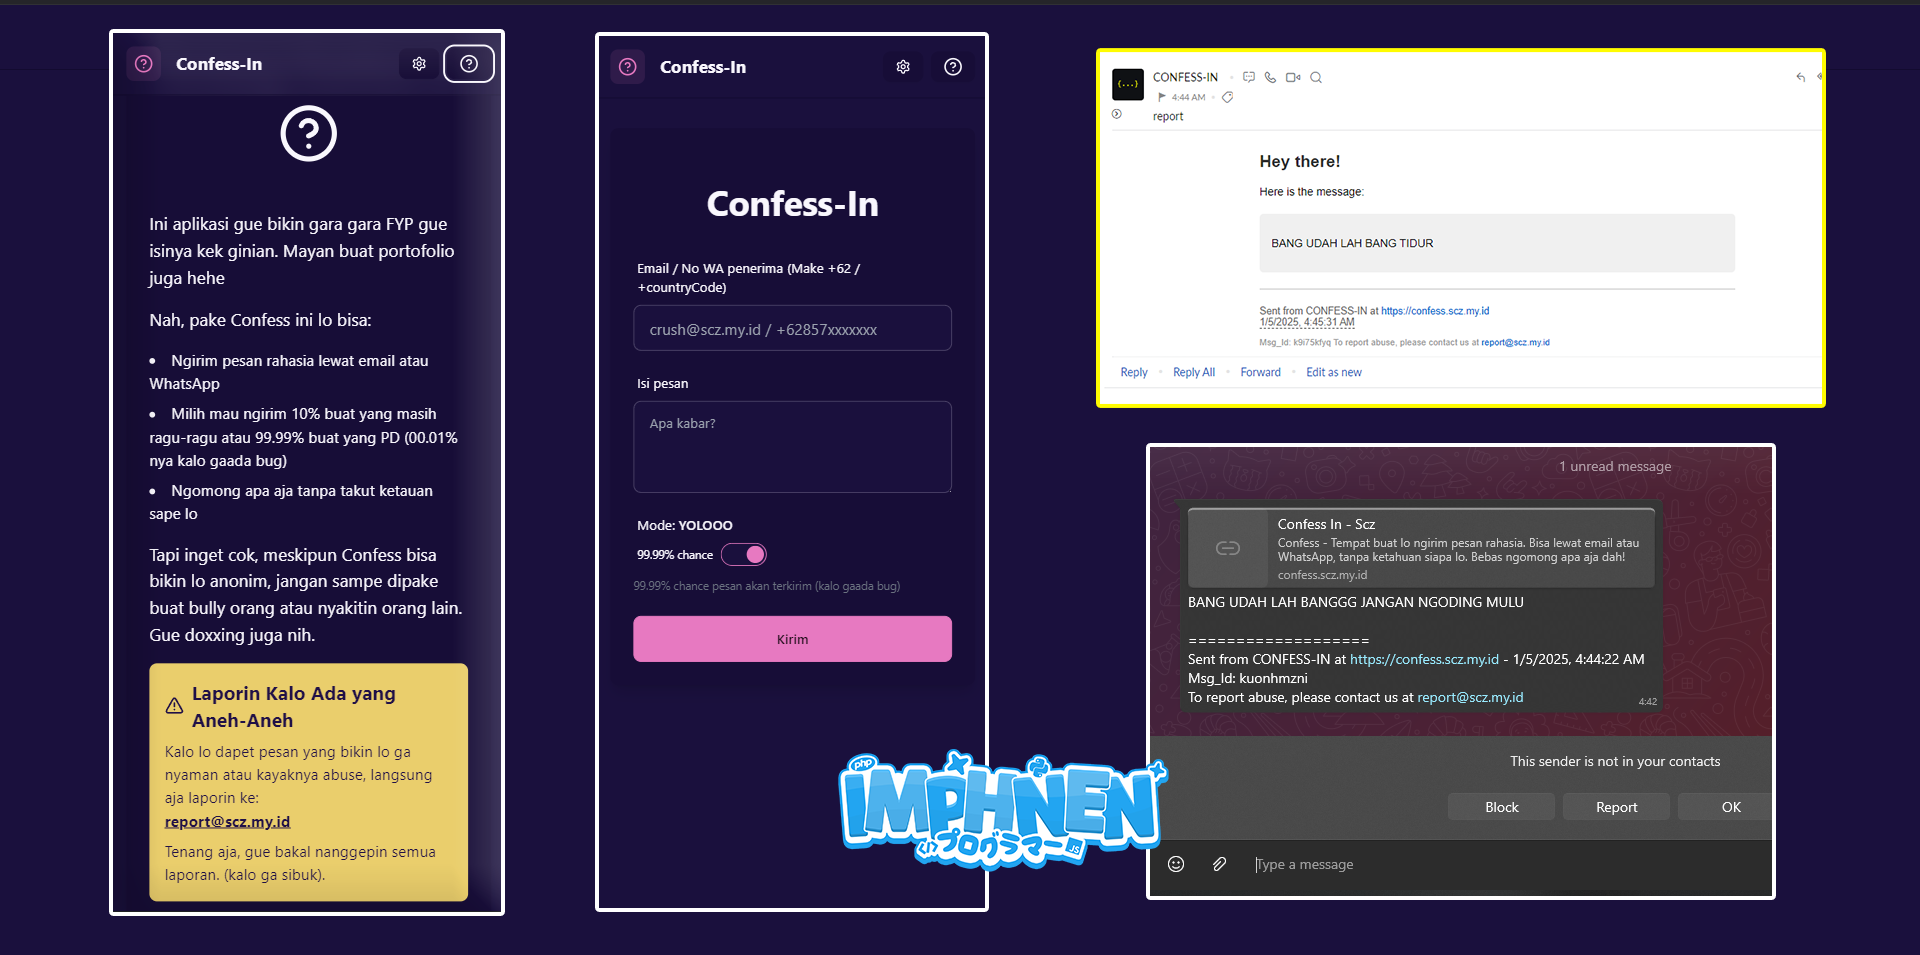 Confess-In
Ini aplikasi gue bikin gara gara FYP gue
isinya kek ginian. Mayan buat portofolio
juga hehe
Nah, pake Confess ini lo bisa:
• Ngirim pesan rahasia lewat email atau
WhatsApp
• Milih mau ngirim 10% buat yang masih
ragu-ragu atau 99.99% buat yang PD (00.01%
nya kalo gaada bug)
• Ngomong apa aja tanpa takut ketauan
sape lo
Tapi inget cok, meskipun Confess bisa
bikin lo anonim, jangan sampe dipake
buat bully orang atau nyakitin orang lain.
Gue doxxing juga nih.
Laporin Kalo Ada yang
Aneh-Aneh
Kalo lo dapet pesan yang bikin lo ga
nyaman atau kayaknya abuse, langsung
aja laporin ke:
report@scz.my.id
Tenang aja, gue bakal nanggepin semua
laporan. (kalo ga sibuk).
Confess-In
Confess-In
Email / No WA penerima (Make +62 /
+countryCode)
crush@scz.my.id / +62857xxxxxxx
Isi pesan
Apa kabar?
Mode: YOLOOO
99.99% chance
99.99% chance pesan akan terkirim (kalo gaada bug)
Kirim
php
IMPHNEN
</>プログラマーJS
{...}
CONFESS-IN
4:44 AM
report
Hey there!
Here is the message:
BANG UDAH LAH BANG TIDUR
Sent from CONFESS-IN at https://confess.scz.my.id
1/5/2025, 4:45:31 AM
Msg_Id: k9i75kfyq To report abuse, please contact us at report@scz.my.id
Reply • Reply All • Forward • Edit as new
1 unread message
Confess In - Scz
Confess - Tempat buat lo ngirim pesan rahasia. Bisa lewat email atau
WhatsApp, tanpa ketahuan siapa lo. Bebas ngomong apa aja dah!
confess.scz.my.id
BANG UDAH LAH BANGGG JANGAN NGODING MULU
===================
Sent from CONFESS-IN at https://confess.scz.my.id - 1/5/2025, 4:44:22 AM
Msg_Id: kuonhmzni
To report abuse, please contact us at report@scz.my.id
4:42
This sender is not in your contacts
Block Report OK
Type a message